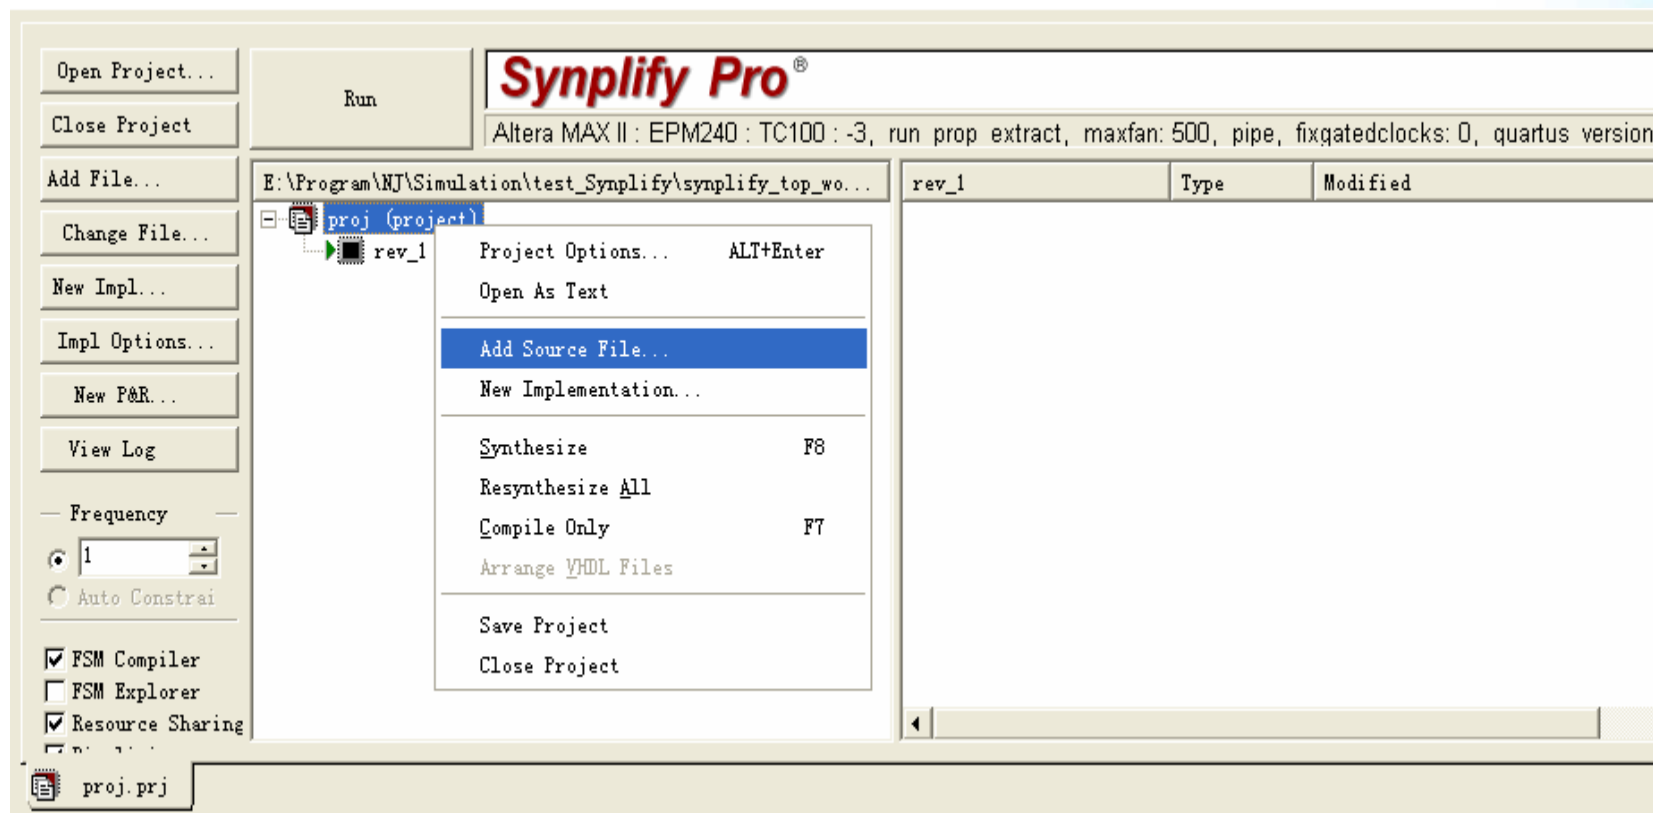 Open Project...
Close Project
Add File...
Change File...
New Impl...
Impl Options...
New P&R...
View Log
Frequency
1
Auto Constrai
FSM Compiler
FSM Explorer
Resource Sharing
Run
Synplify Pro®
Altera MAX II : EPM240 : TC100 : -3, run prop extract, maxfan: 500, pipe, fixgatedclocks: 0, quartus version
E:\Program\NJ\Simulation\test_Synplify\synplify_top_wo...
proj (project)
rev_1
Project Options... ALT+Enter
Open As Text
Add Source File...
New Implementation...
Synthesize F8
Resynthesize All
Compile Only F7
Arrange VHDL Files
Save Project
Close Project
rev_1 Type Modified
proj.prj